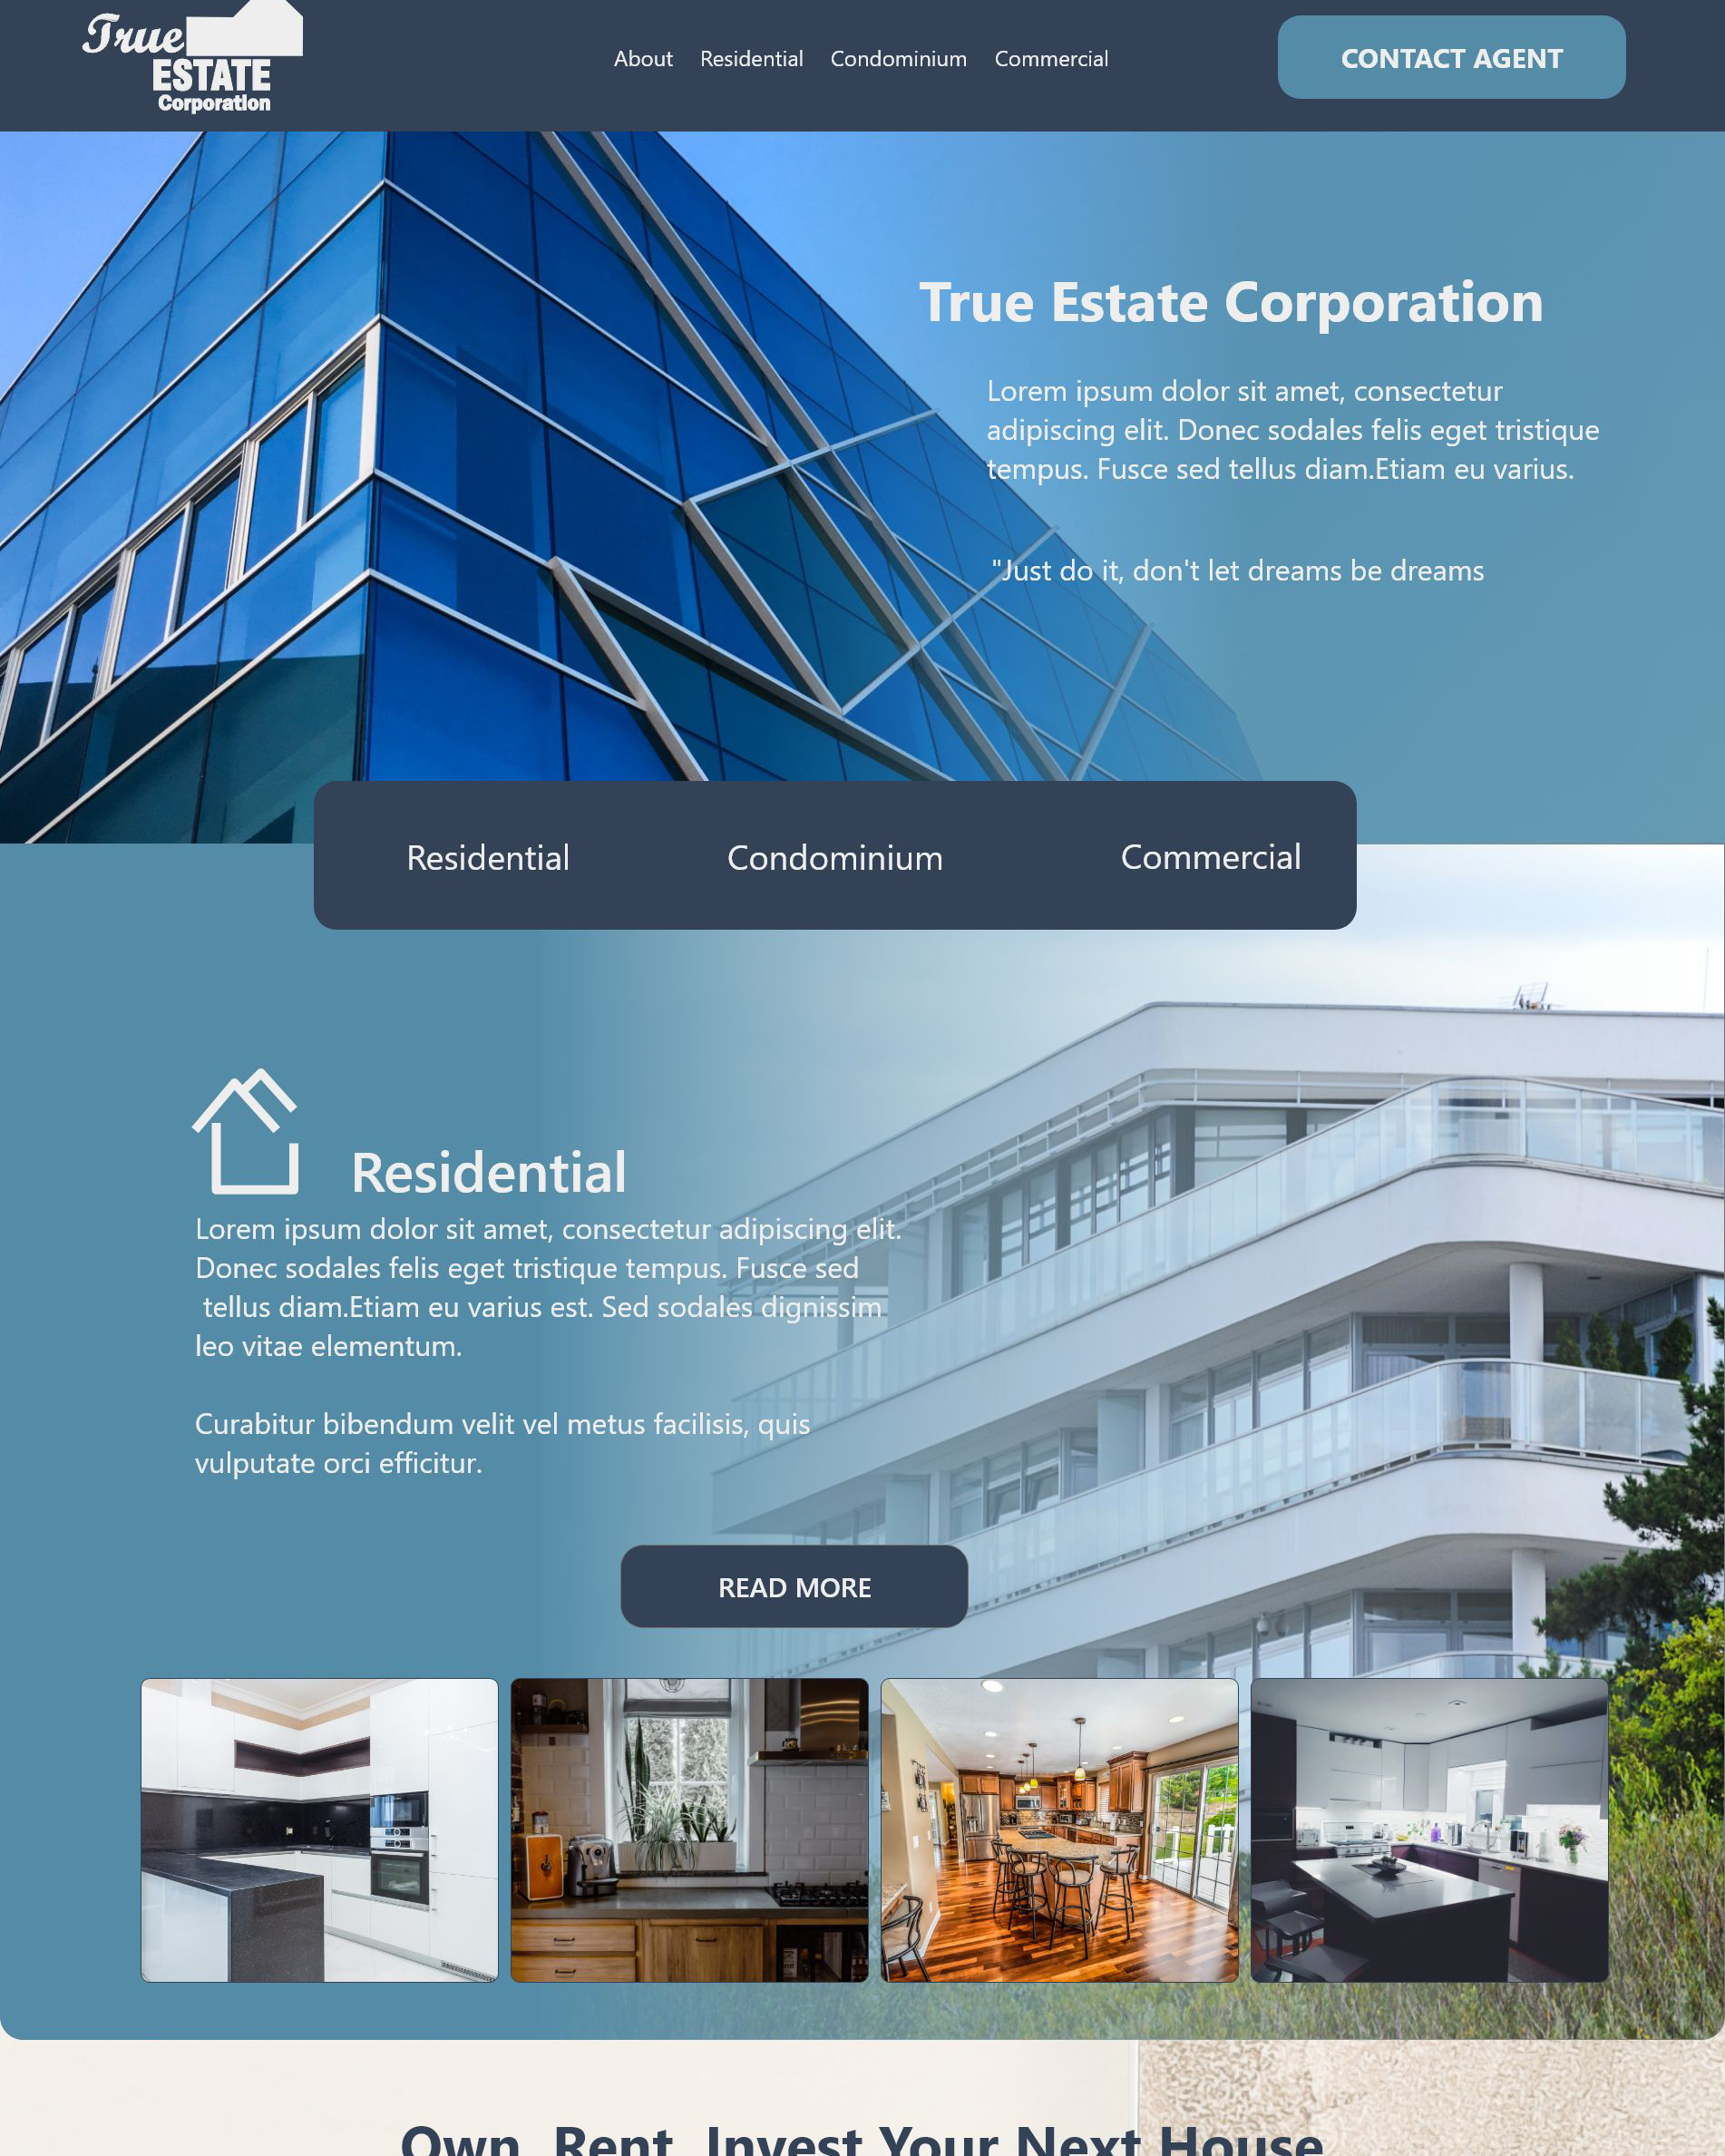 True
ESTATE
Corporation
About Residential Condominium Commercial
CONTACT AGENT
True Estate Corporation
Lorem ipsum dolor sit amet, consectetur
adipiscing elit. Donec sodales felis eget tristique
tempus. Fusce sed tellus diam.Etiam eu varius.
"Just do it, don't let dreams be dreams
Residential Condominium Commercial
Residential
Lorem ipsum dolor sit amet, consectetur adipiscing elit.
Donec sodales felis eget tristique tempus. Fusce sed
tellus diam.Etiam eu varius est. Sed sodales dignissim
leo vitae elementum.
Curabitur bibendum velit vel metus facilisis, quis
vulputate orci efficitur.
READ MORE
Own, Rent, Invest Your Next House